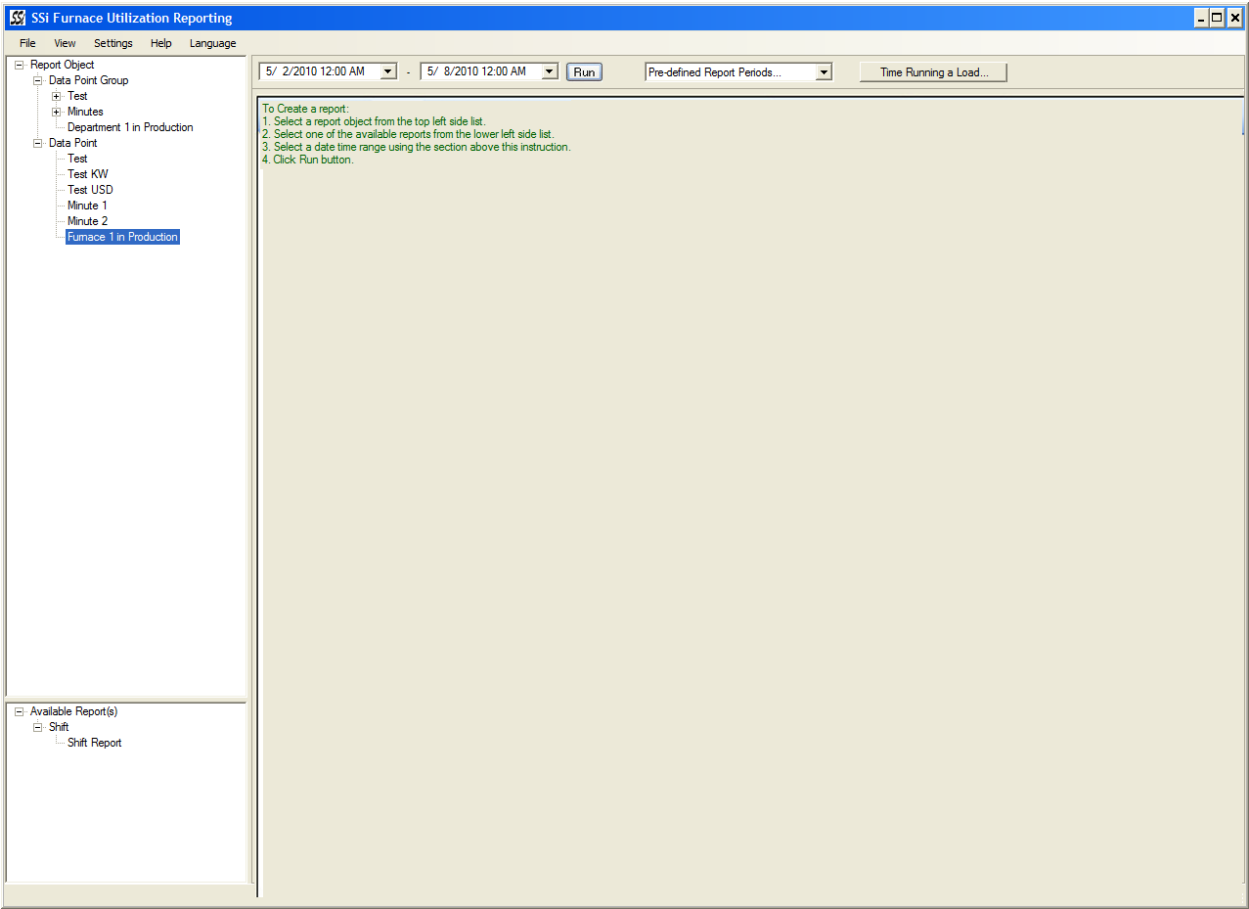 SSi Furnace Utilization Reporting
File View Settings Help Language
Report Object
Data Point Group
Test
Minutes
Department 1 in Production
Data Point
Test
Test KW
Test USD
Minute 1
Minute 2
Furnace 1 in Production
Available Report(s)
Shift
Shift Report
5/ 2/2010 12:00 AM - 5/ 8/2010 12:00 AM Run Pre-defined Report Periods... Time Running a Load...
To Create a report:
1. Select a report object from the top left side list.
2. Select one of the available reports from the lower left side list.
3. Select a date time range using the section above this instruction.
4. Click Run button.